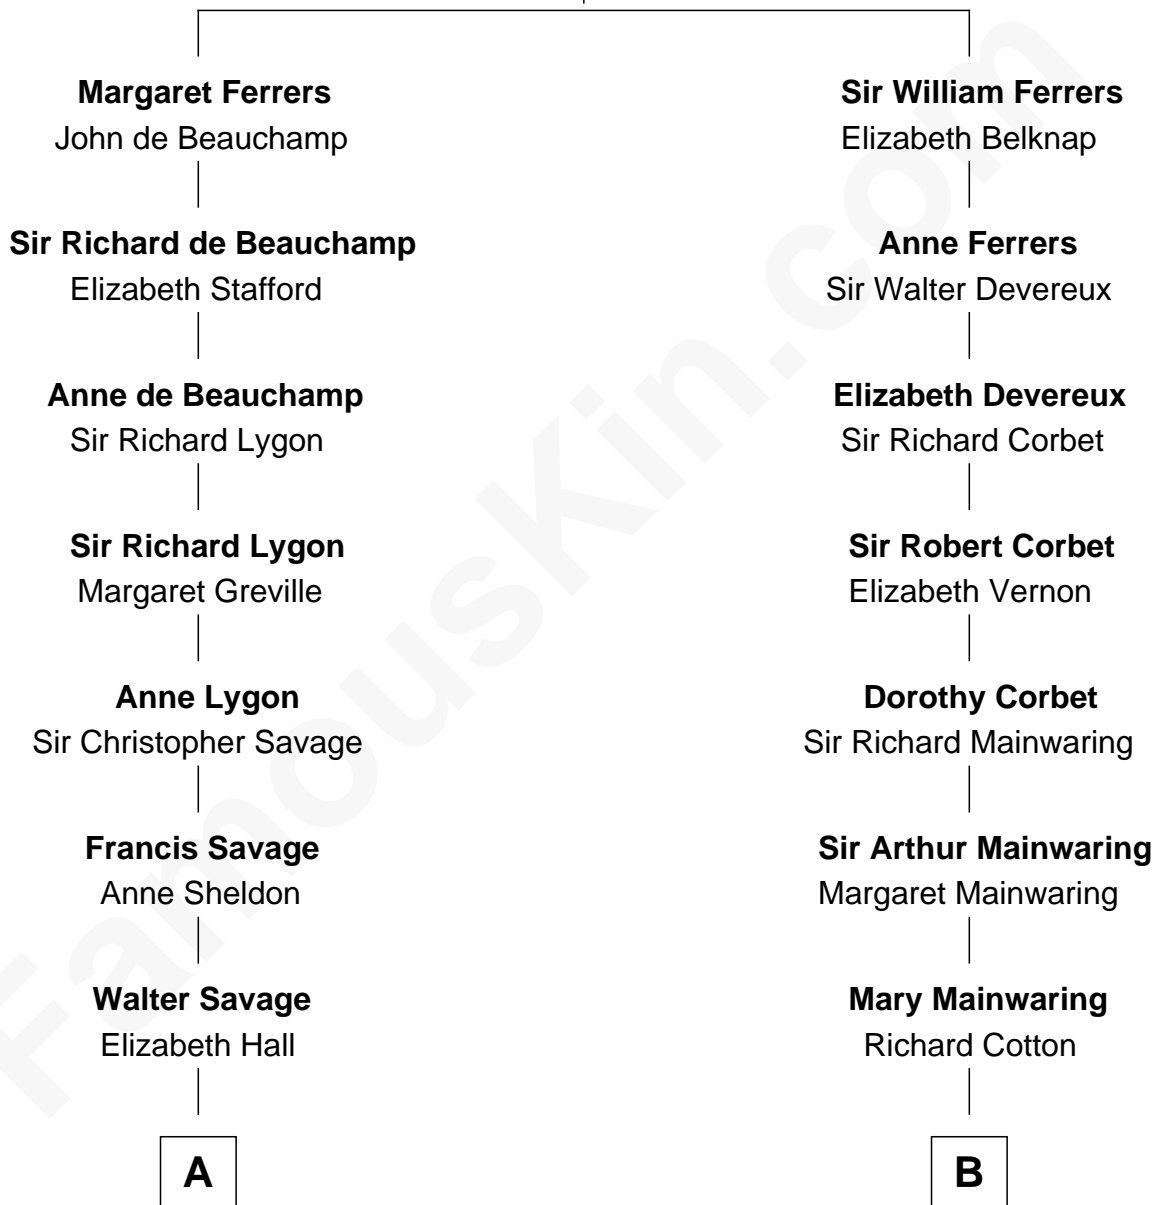 Margaret Ferrers
John de Beauchamp
Sir Richard de Beauchamp
Elizabeth Stafford
Anne de Beauchamp
Sir Richard Lygon
Sir Richard Lygon
Margaret Greville
Anne Lygon
Sir Christopher Savage
Francis Savage
Anne Sheldon
Walter Savage
Elizabeth Hall
A
Sir William Ferrers
Elizabeth Belknap
Anne Ferrers
Sir Walter Devereux
Elizabeth Devereux
Sir Richard Corbet
Sir Robert Corbet
Elizabeth Vernon
Dorothy Corbet
Sir Richard Mainwaring
Sir Arthur Mainwaring
Margaret Mainwaring
Mary Mainwaring
Richard Cotton
B
FamousKin.com